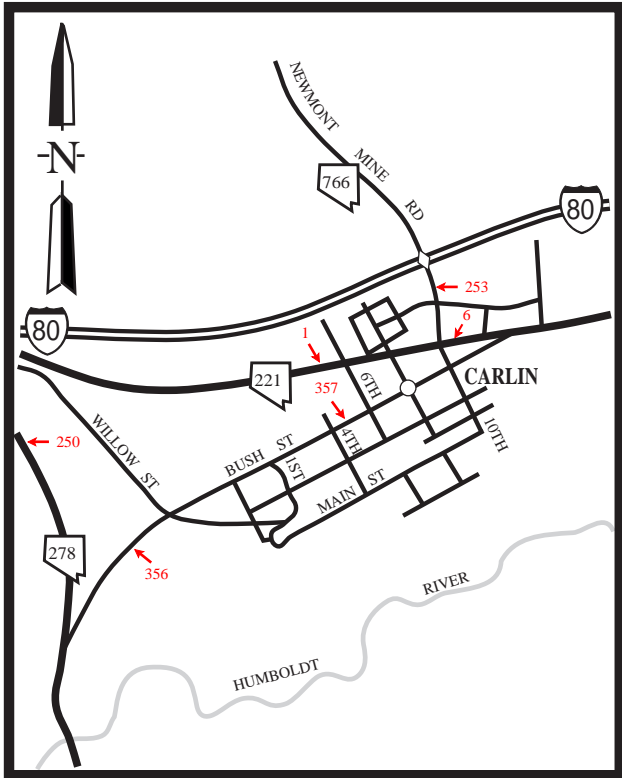 NEWMONT MINE RD
N
766
80
253
6
80
1
221
357
6TH
CARLIN
WILLOW ST
BUSH ST
4TH
10TH
250
1ST
MAIN ST
278
356
RIVER
HUMBOLDT